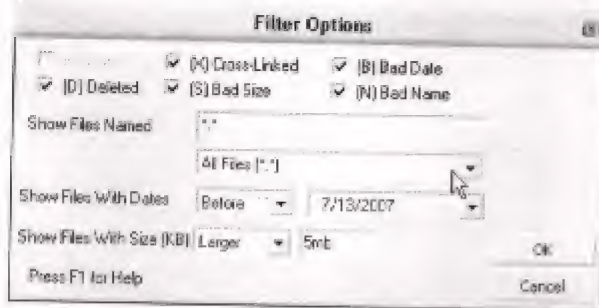 Filter Options
(X) Cross-Linked (B) Bad Date
(D) Deleted (S) Bad Size (N) Bad Name
Show Files Named *.*
All Files (*.*)
Show Files With Dates Before 7/13/2007
Show Files With Size (KB) Larger 5mb
OK
Press F1 for Help
Cancel